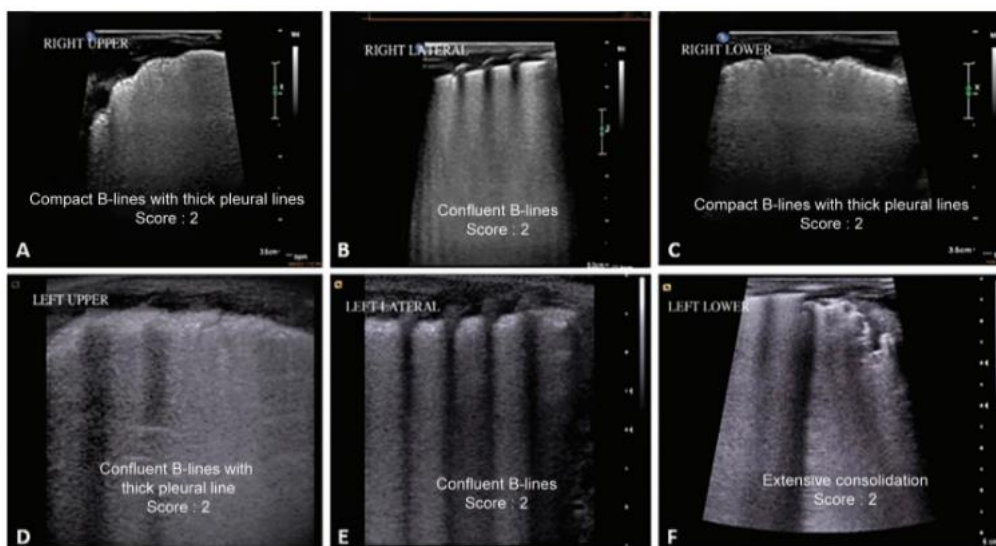 RIGHT UPPER
Compact B-lines with thick pleural lines
Score : 2
A
RIGHT LATERAL
Confluent B-lines
Score : 2
B
RIGHT LOWER
Compact B-lines with thick pleural lines
Score : 2
3.5cm
C
LEFT UPPER
Confluent B-lines with
thick pleural line
Score : 2
D
LEFT LATERAL
Confluent B-lines
Score : 2
E
LEFT LOWER
Extensive consolidation
Score : 2
F